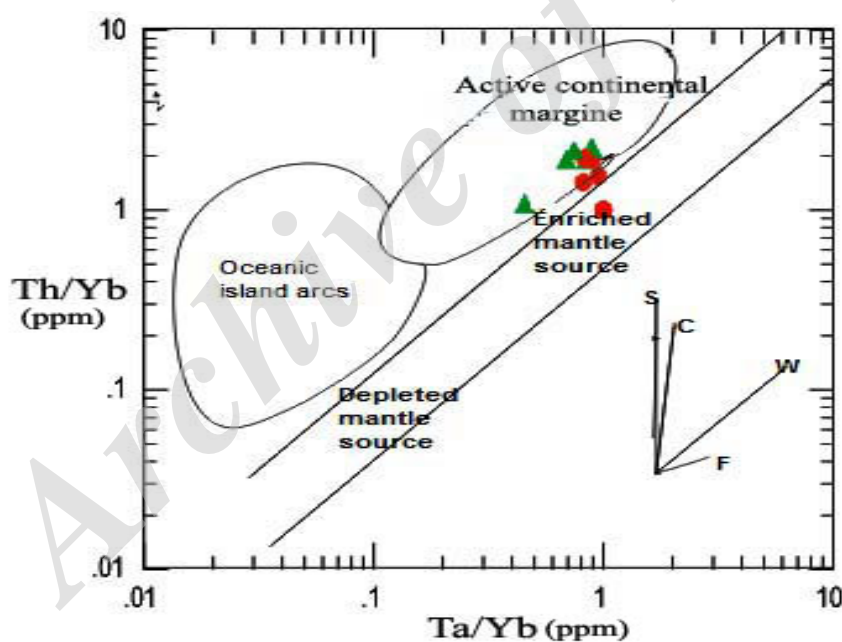 10
Active continental
margine
1
Th/Yb
(ppm)
Oceanic
island arcs
Enriched
mantle
source
S
C
W
F
.1
Depleted
mantle
source
.01
.01
.1
1
10
Ta/Yb (ppm)
Archive of